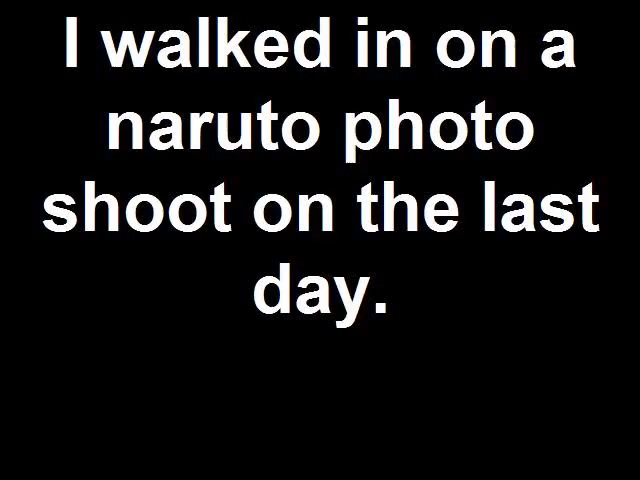 I walked in on a
naruto photo
shoot on the last
day.